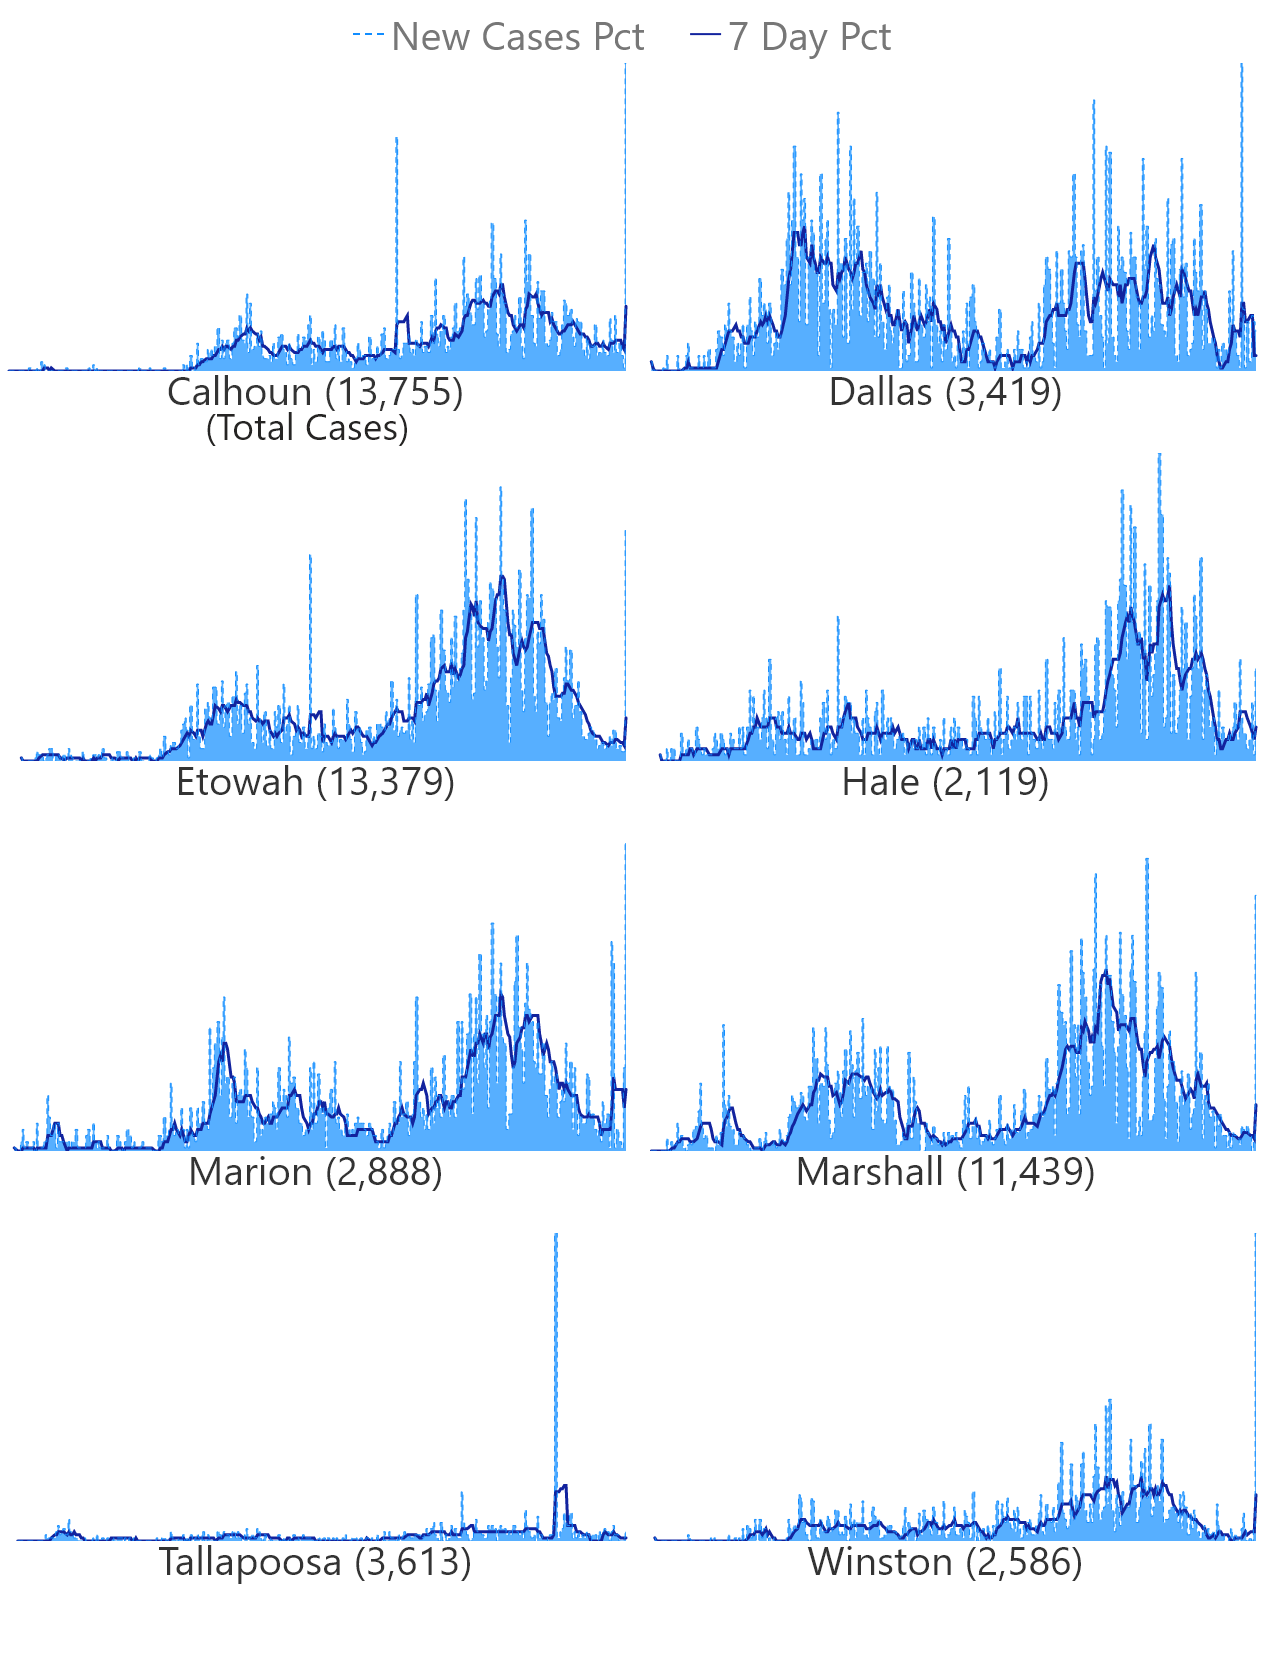 New Cases Pct 7 Day Pct
Calhoun (13,755) Dallas (3,419)
(Total Cases)
Etowah (13,379) Hale (2,119)
Marion (2,888) Marshall (11,439)
Tallapoosa (3,613) Winston (2,586)